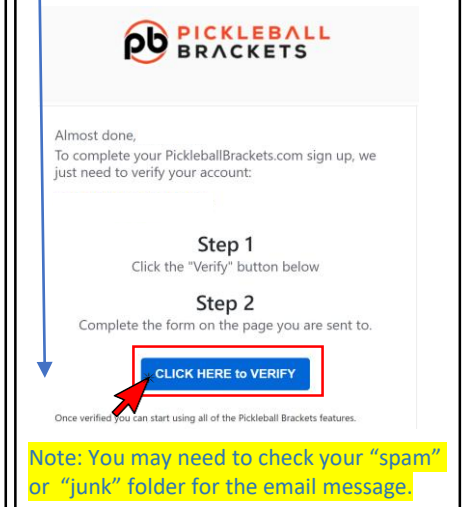 pb PICKLEBALL
BRACKETS
Almost done,
To complete your PickleballBrackets.com sign up, we
just need to verify your account:
Step 1
Click the "Verify" button below
Step 2
Complete the form on the page you are sent to.
CLICK HERE to VERIFY
Once verified you can start using all of the Pickleball Brackets features.
Note: You may need to check your “spam”
or “junk” folder for the email message.